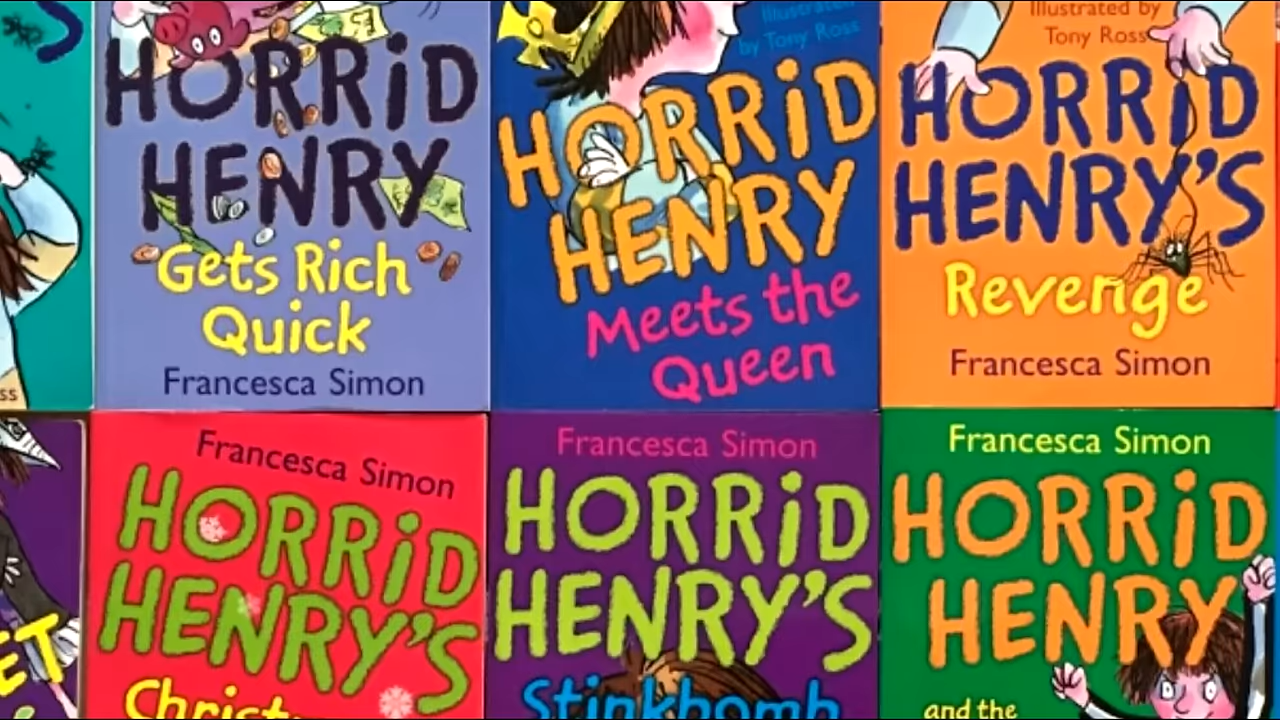 HORRiD
HENRY
Gets Rich
Quick
Francesca Simon
Illustrated
by Tony Ross
HORRiD
HENRY
Meets the
Queen
Illustrated by
Tony Ross
HORRiD
HENRY'S
Revenge
Francesca Simon
Francesca Simon
HORRiD
HENRY'S
Francesca Simon
HORRiD
HENRY'S
Stinkbomb
Francesca Simon
HORRiD
HENRY
and the